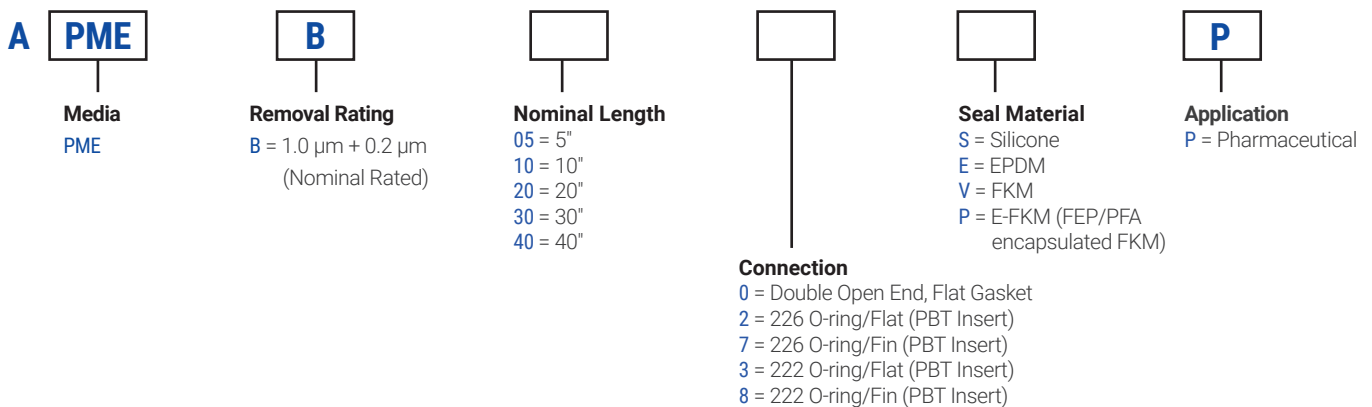 A PME B P
Media
PME
Removal Rating
B = 1.0 µm + 0.2 µm
(Nominal Rated)
Nominal Length
05 = 5"
10 = 10"
20 = 20"
30 = 30"
40 = 40"
Connection
0 = Double Open End, Flat Gasket
2 = 226 O-ring/Flat (PBT Insert)
7 = 226 O-ring/Fin (PBT Insert)
3 = 222 O-ring/Flat (PBT Insert)
8 = 222 O-ring/Fin (PBT Insert)
Seal Material
S = Silicone
E = EPDM
V = FKM
P = E-FKM (FEP/PFA
encapsulated FKM)
Application
P = Pharmaceutical